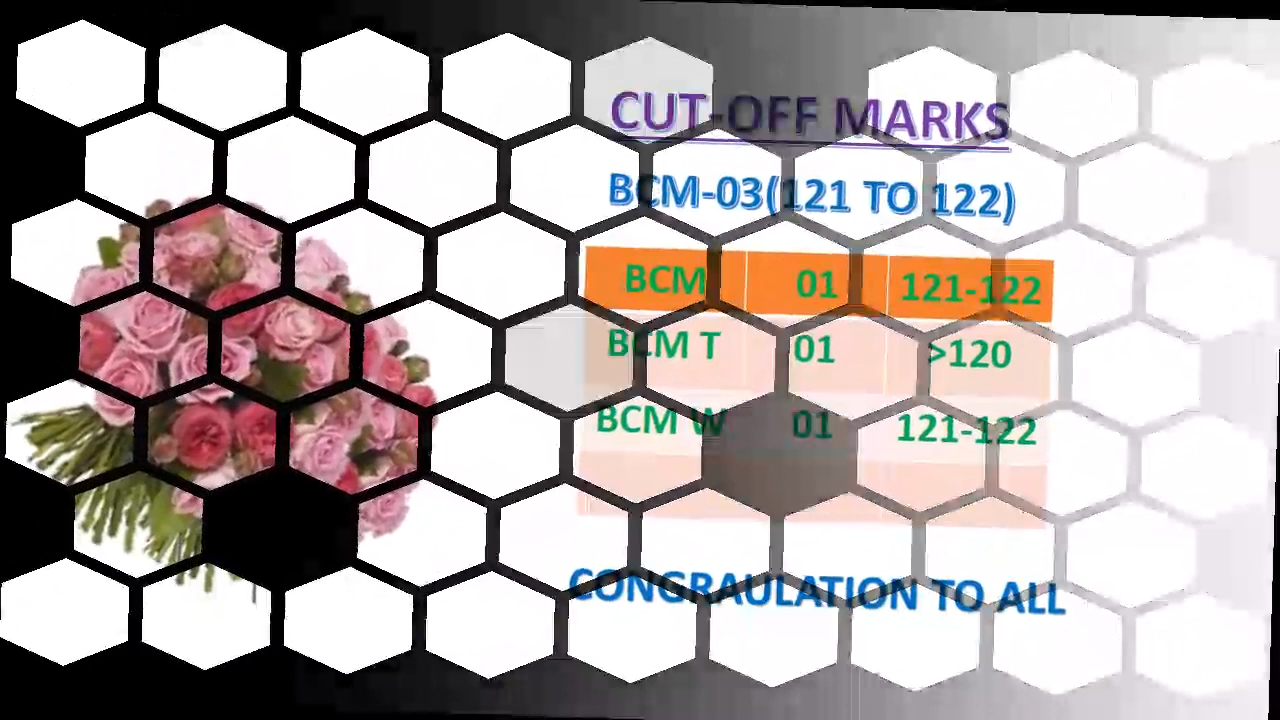 CUT-OFF MARKS
BCM-03(121 TO 122)
BCM 01 121-122
BCM T 01 >120
BCM W 01 121-122
CONGRAULATION TO ALL